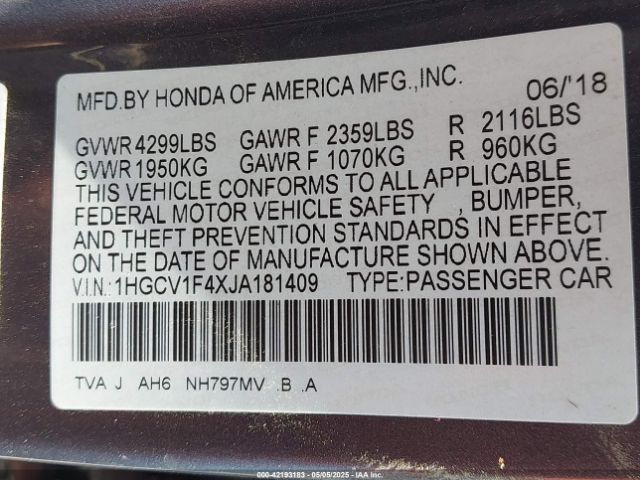 MFD.BY HONDA OF AMERICA MFG.,INC. 06/'18
GVWR 4299LBS GAWR F 2359LBS R 2116LBS
GVWR 1950KG GAWR F 1070KG R 960KG
THIS VEHICLE CONFORMS TO ALL APPLICABLE
FEDERAL MOTOR VEHICLE SAFETY , BUMPER,
AND THEFT PREVENTION STANDARDS IN EFFECT
ON THE DATE OF MANUFACTURE SHOWN ABOVE.
V.I.N.:1HGCV1F4XJA181409 TYPE:PASSENGER CAR
TVA J AH6 NH797MV .B .A
000-42193183 - 05/05/2025 - IAAI.COM